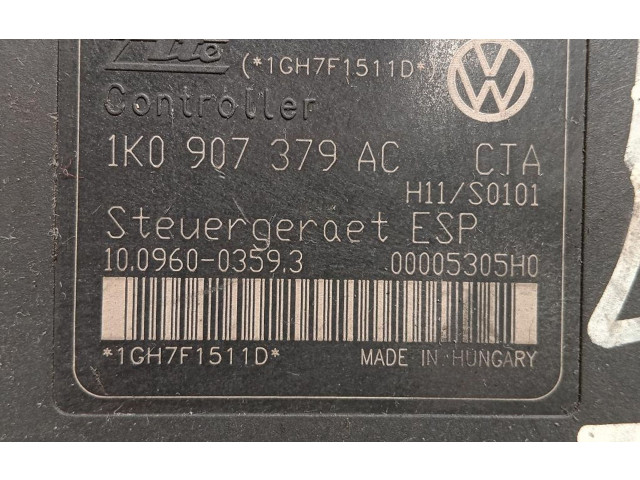 ATE (*1GH7F1511D*)
Controller
1K0 907 379 AC CTA
H11/S0101
Steuergeraet ESP
10.0960-0359.3 00005305H0
*1GH7F1511D* MADE IN HUNGARY